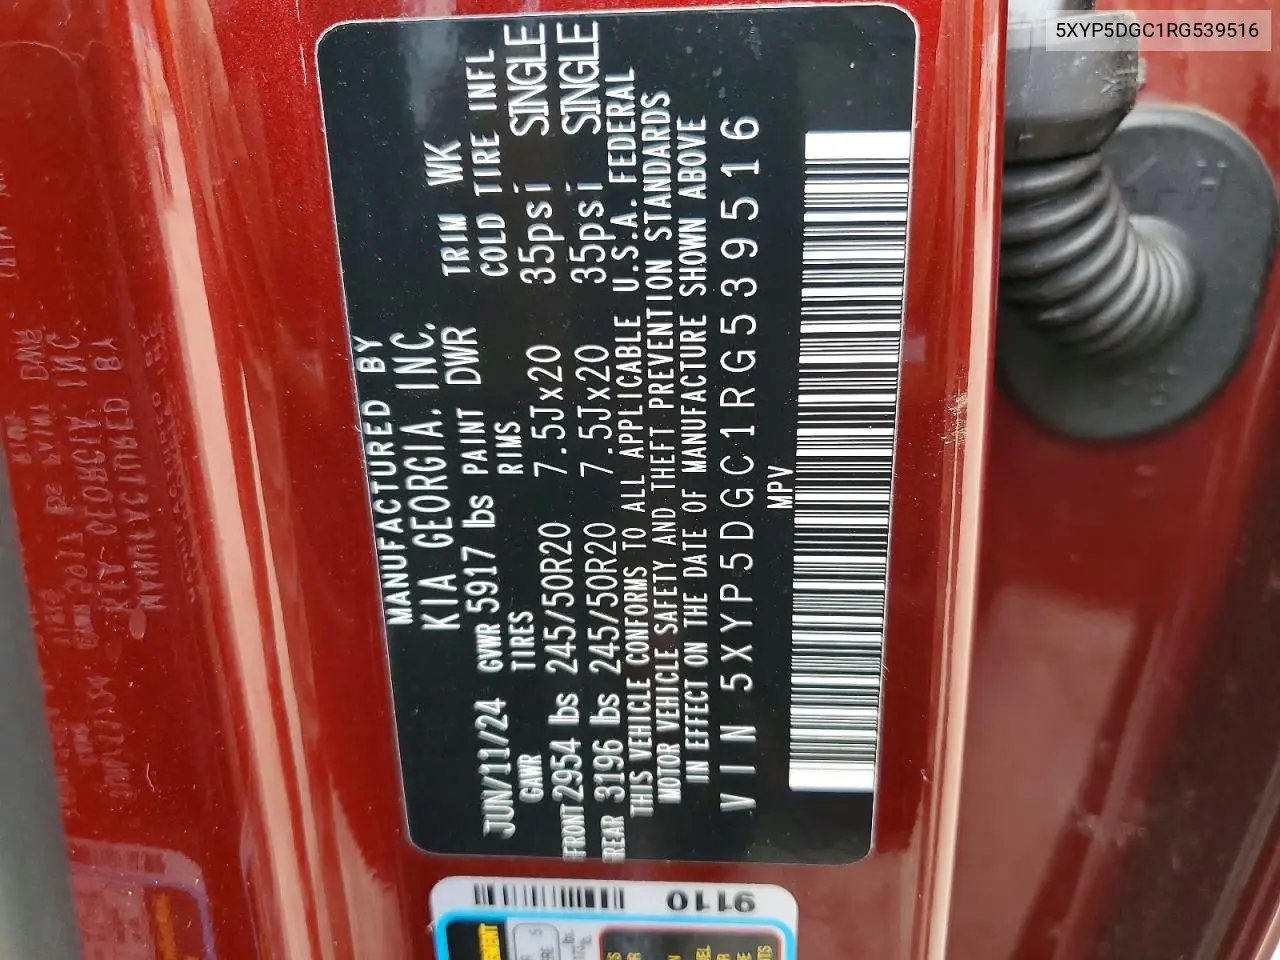 5XYP5DGC1RG539516
MANUFACTURED BY
KIA GEORGIA, INC.
JUN/11/24 GVWR 5917 lbs PAINT DWR TRIM WK
GAWR TIRES RIMS COLD TIRE INFL
FRONT 2954 lbs 245/50R20 7.5Jx20 35psi SINGLE
REAR 3196 lbs 245/50R20 7.5Jx20 35psi SINGLE
THIS VEHICLE CONFORMS TO ALL APPLICABLE U.S.A. FEDERAL
MOTOR VEHICLE SAFETY AND THEFT PREVENTION STANDARDS
IN EFFECT ON THE DATE OF MANUFACTURE SHOWN ABOVE
VIN 5XYP5DGC1RG539516
MPV
9110